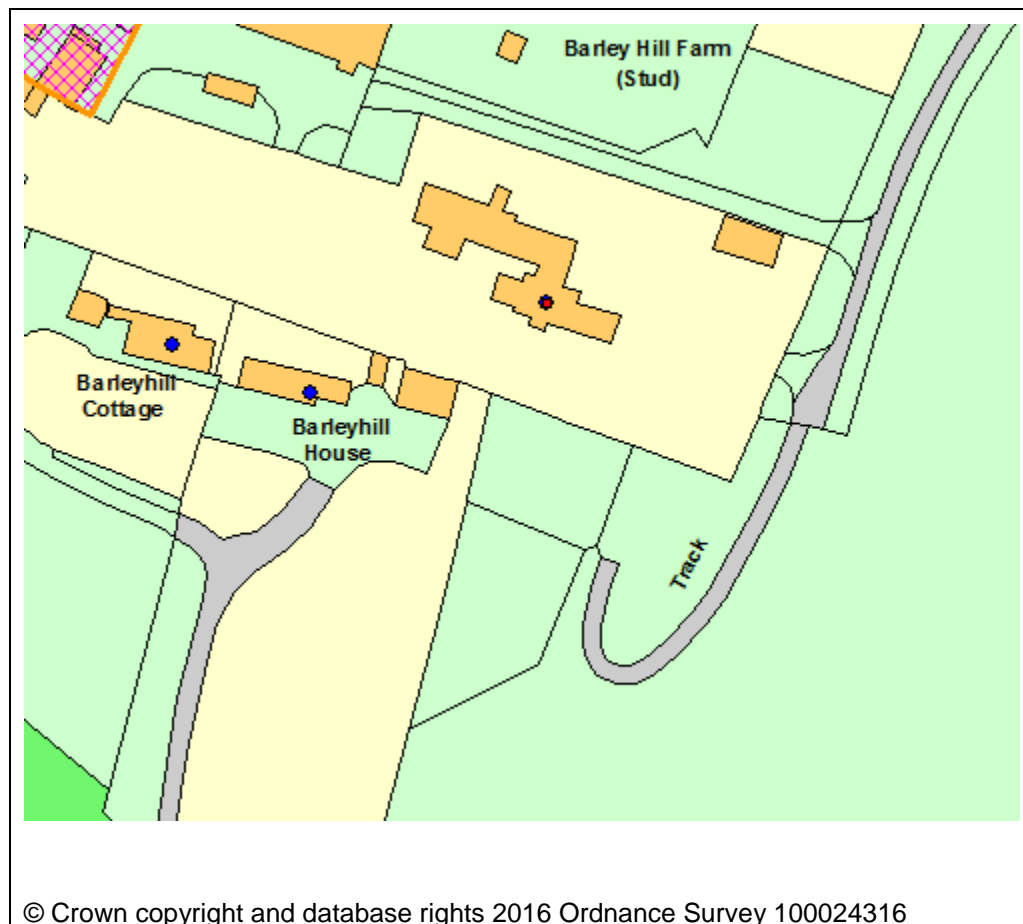 Barley Hill Farm
(Stud)
Barleyhill
Cottage
Barleyhill
House
Track
© Crown copyright and database rights 2016 Ordnance Survey 100024316